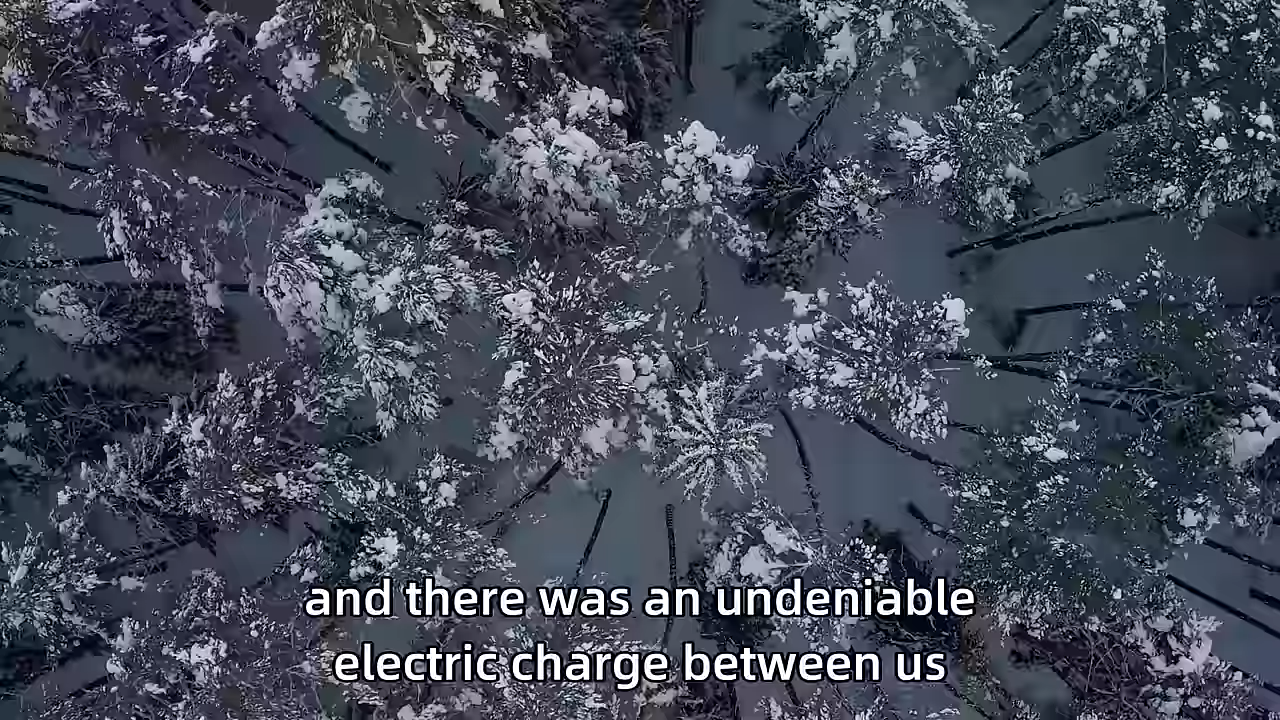 and there was an undeniable
electric charge between us